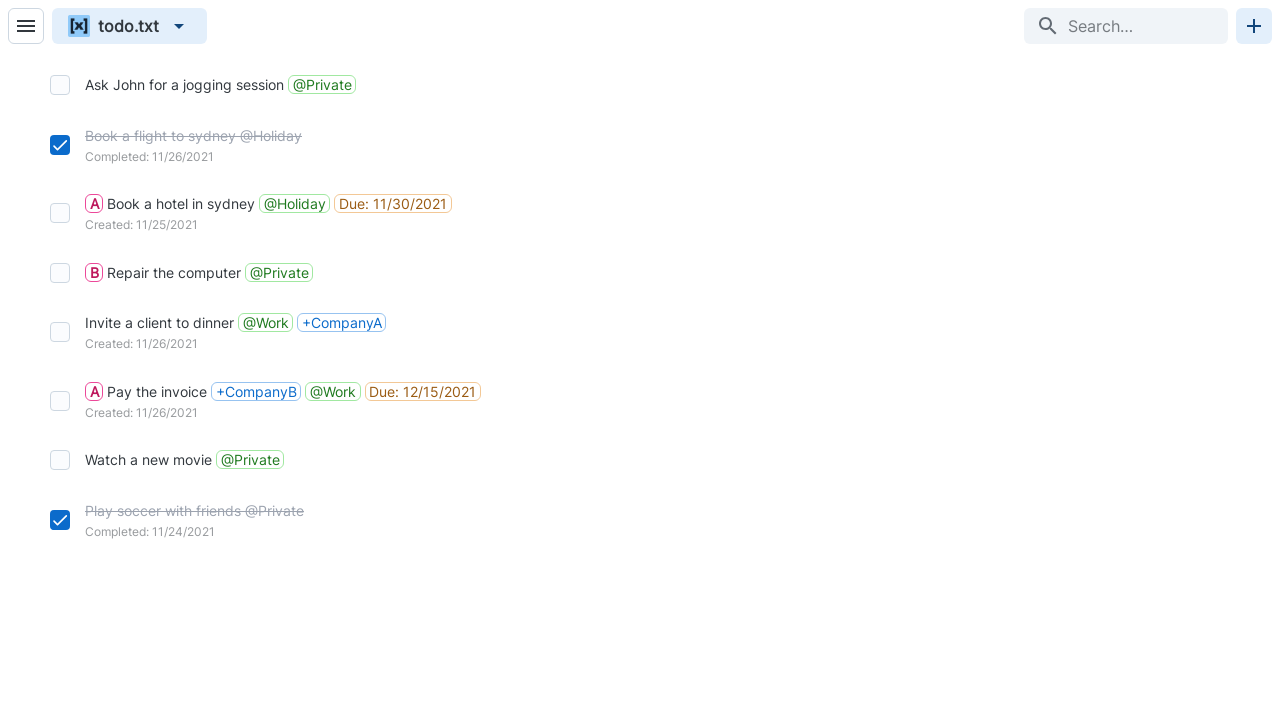 [x] todo.txt
Search…
Ask John for a jogging session @Private
Book a flight to sydney @Holiday
Completed: 11/26/2021
A Book a hotel in sydney @Holiday Due: 11/30/2021
Created: 11/25/2021
B Repair the computer @Private
Invite a client to dinner @Work +CompanyA
Created: 11/26/2021
A Pay the invoice +CompanyB @Work Due: 12/15/2021
Created: 11/26/2021
Watch a new movie @Private
Play soccer with friends @Private
Completed: 11/24/2021